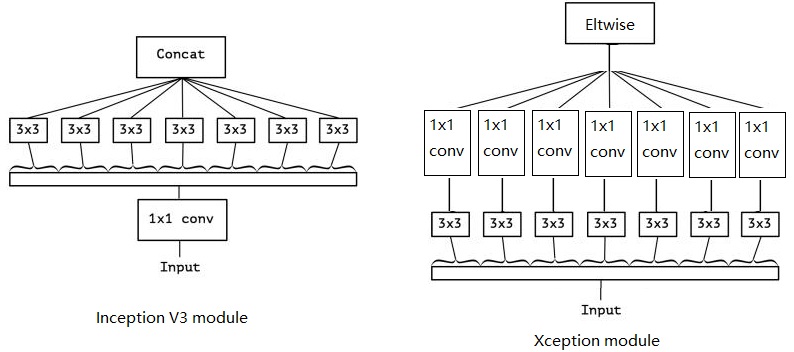 Concat
3x3 3x3 3x3 3x3 3x3 3x3 3x3
1x1 conv
Input
Inception V3 module
Eltwise
1x1 1x1 1x1 1x1 1x1 1x1 1x1
conv conv conv conv conv conv conv
3x3 3x3 3x3 3x3 3x3 3x3 3x3
Input
Xception module